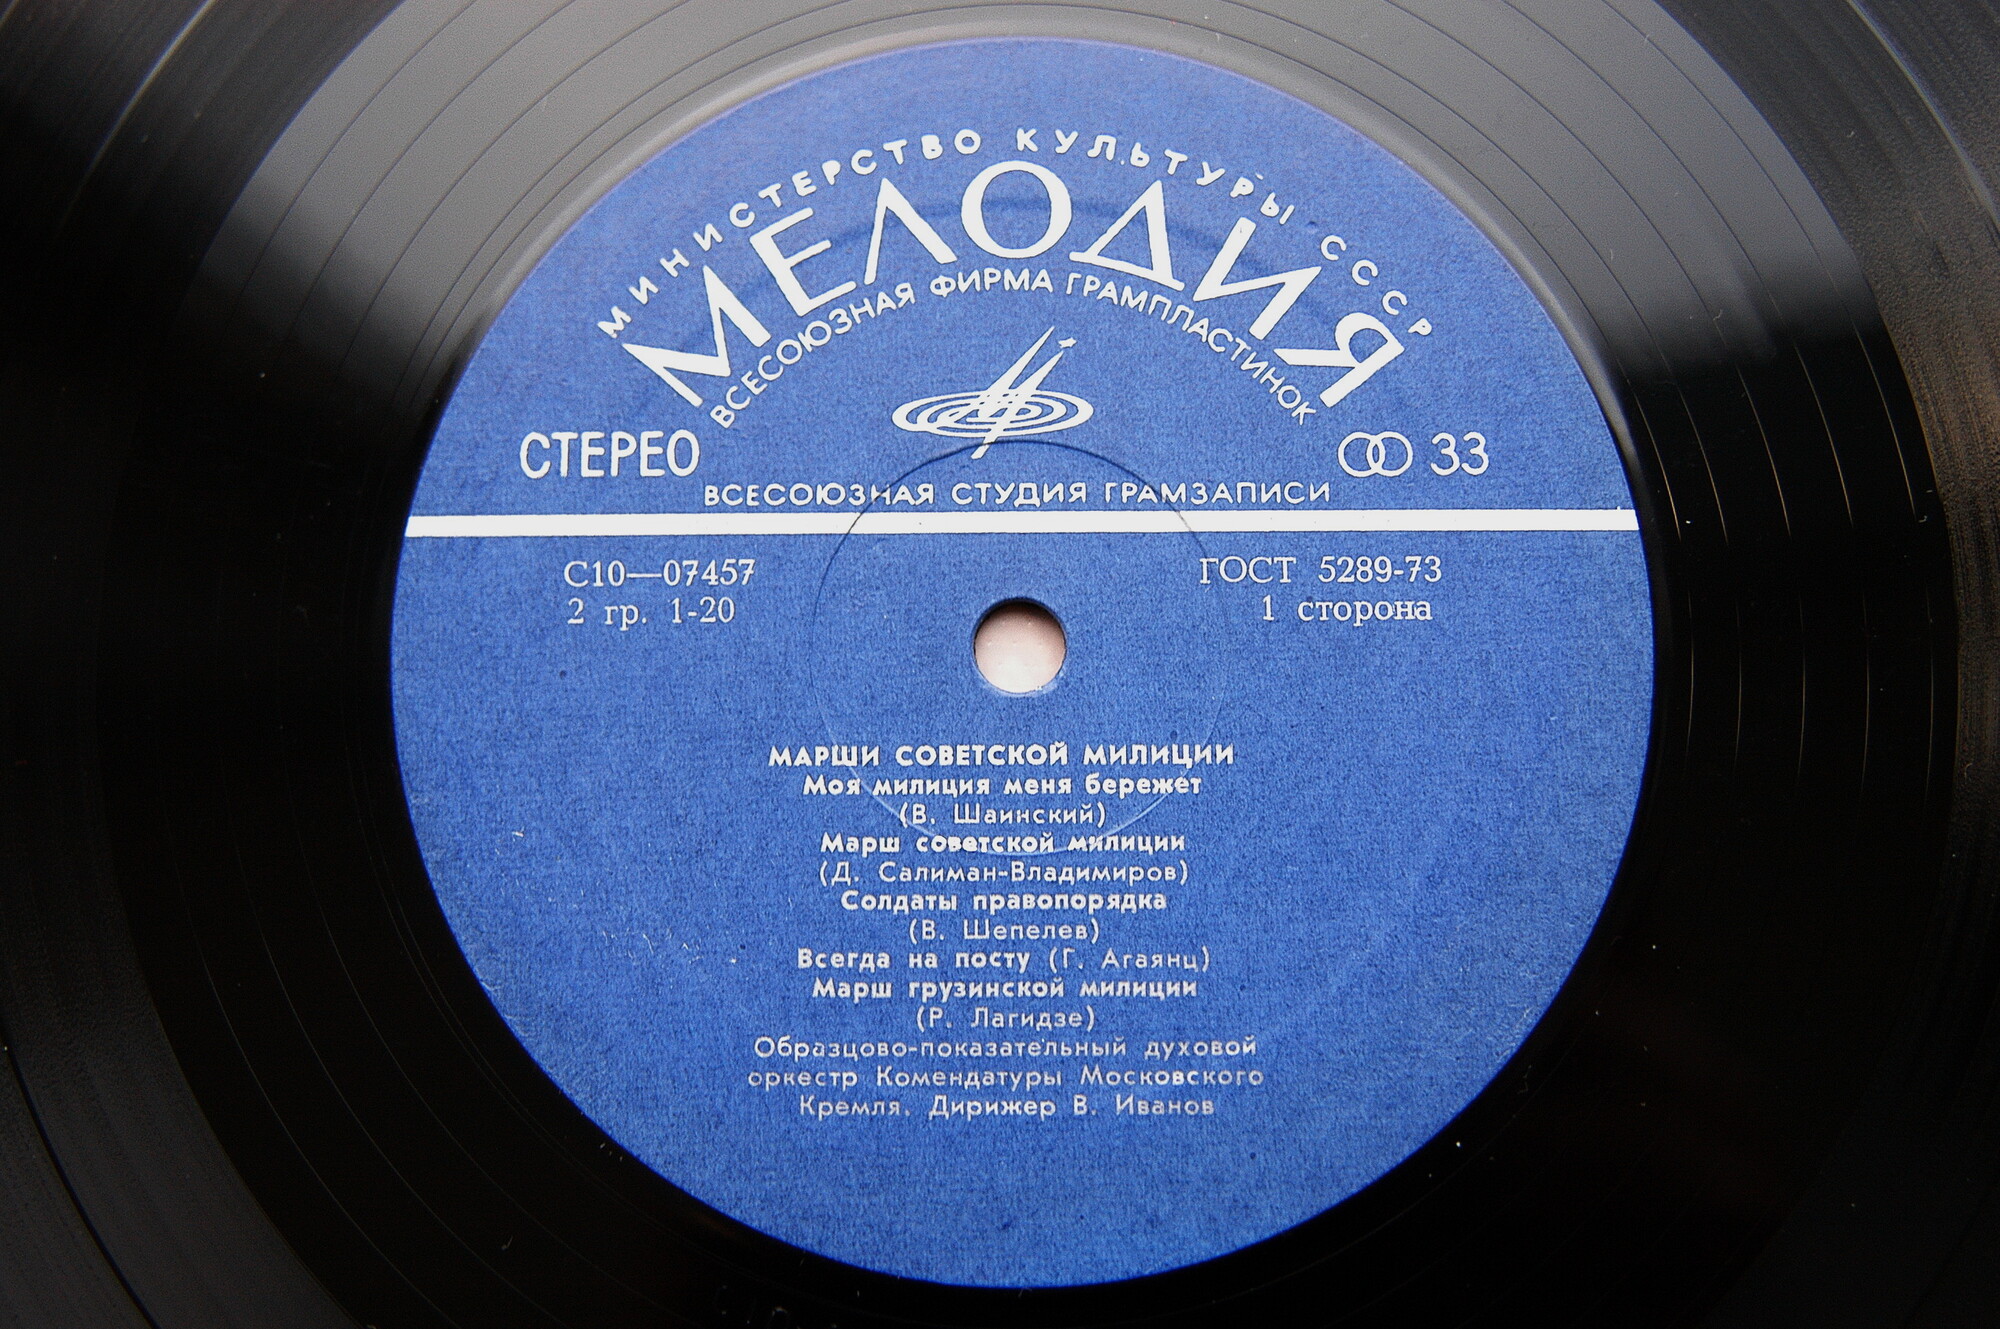 МИНИСТЕРСТВО КУЛЬТУРЫ СССР
МЕЛОДИЯ
ВСЕСОЮЗНАЯ ФИРМА ГРАМПЛАСТИНОК
СТЕРЕО
33
ВСЕСОЮЗНАЯ СТУДИЯ ГРАМЗАПИСИ
С10—07457
ГОСТ 5289-73
2 гр. 1-20
1 сторона
МАРШИ СОВЕТСКОЙ МИЛИЦИИ
Моя милиция меня бережет
(В. Шаинский)
Марш советской милиции
(Д. Салиман-Владимиров)
Солдаты правопорядка
(В. Шепелев)
Всегда на посту (Г. Агаянц)
Марш грузинской милиции
(Р. Лагидзе)
Образцово-показательный духовой
оркестр Комендатуры Московского
Кремля. Дирижер В. Иванов